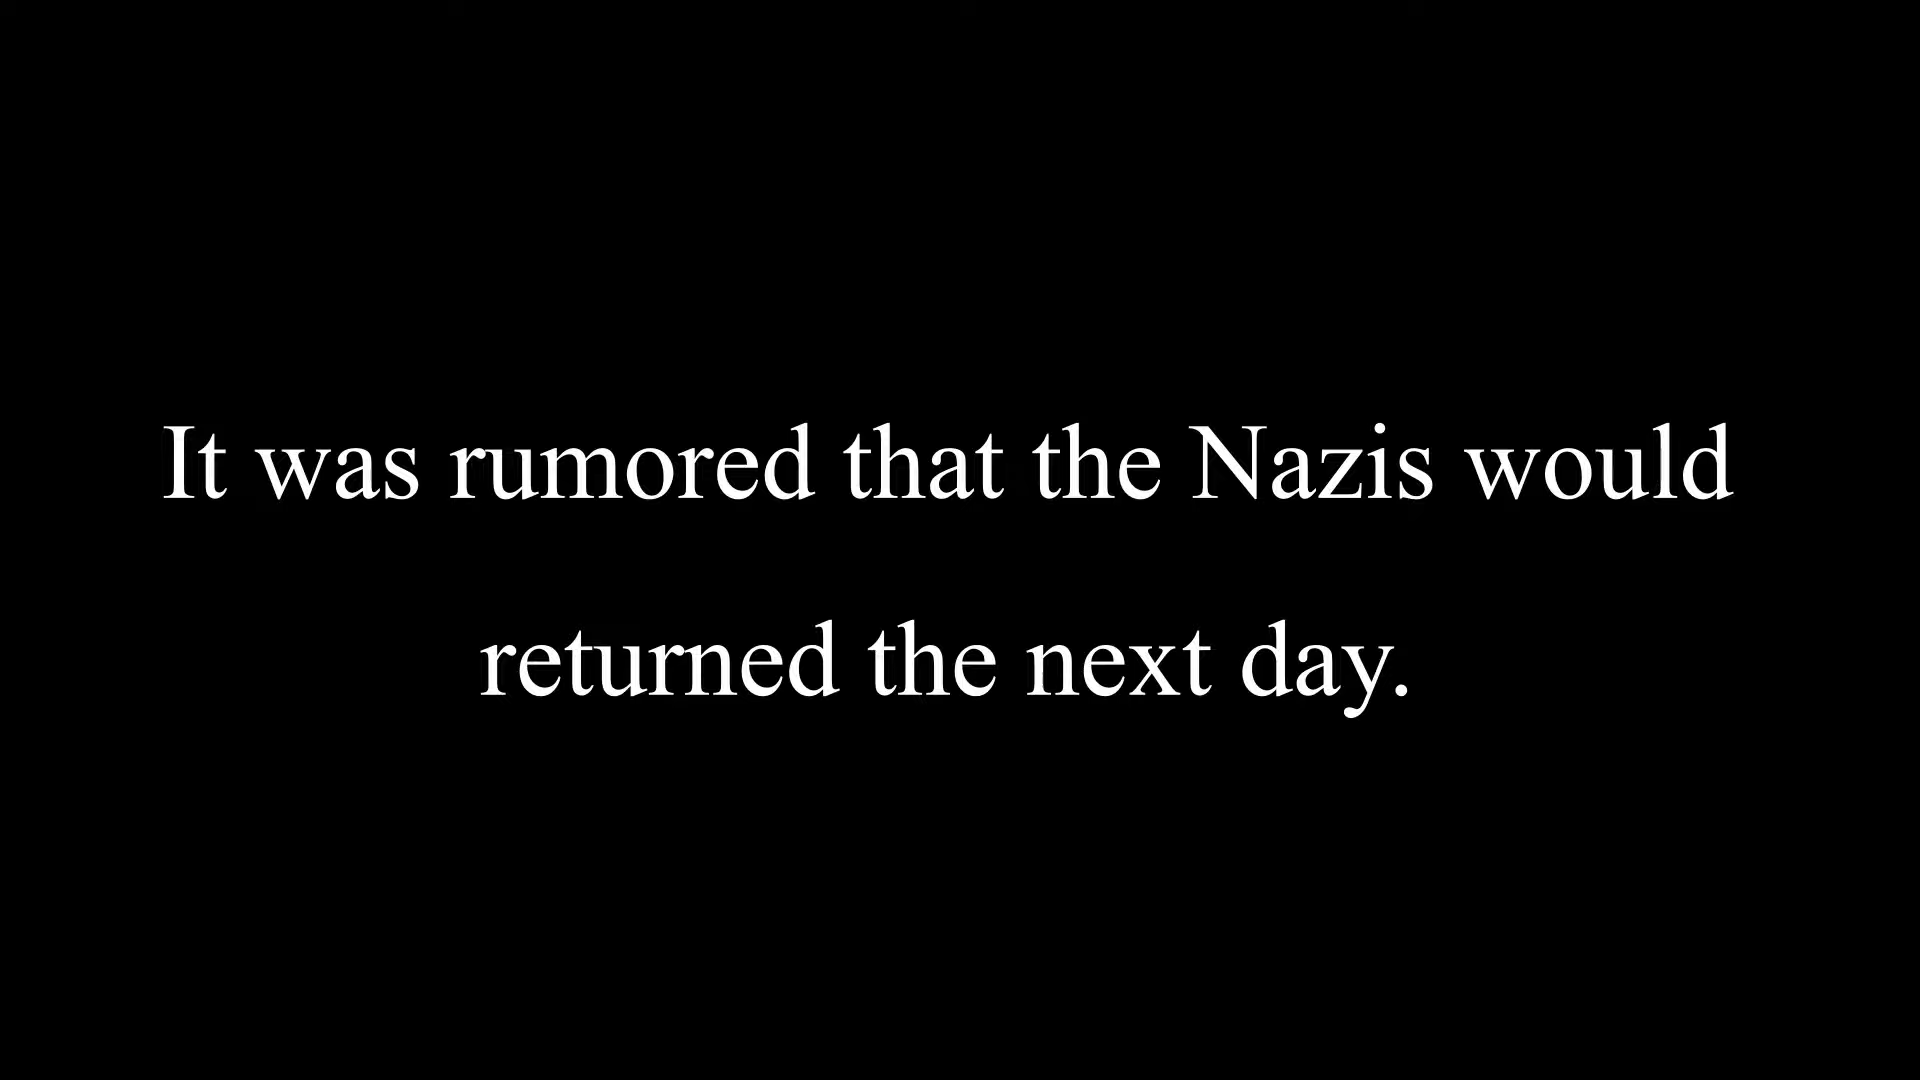 It was rumored that the Nazis would
returned the next day.